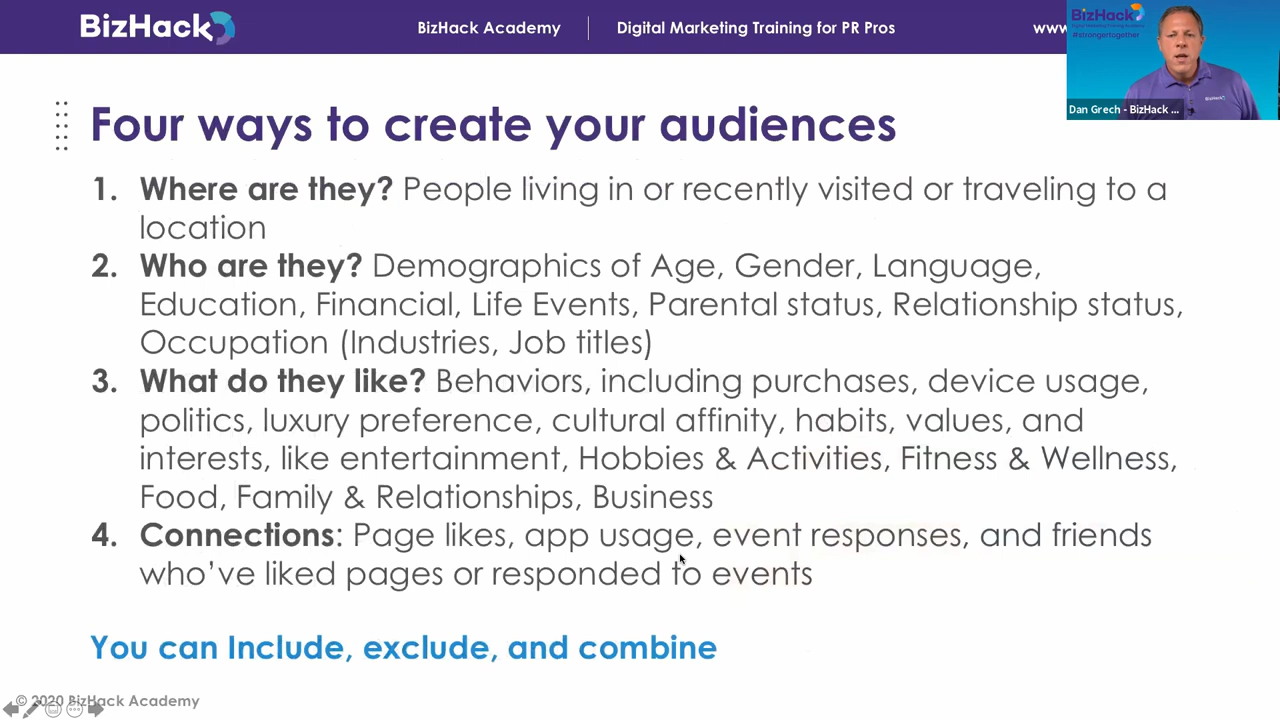 BizHack
BizHack Academy
Digital Marketing Training for PR Pros
www
BizHack
#strongertogether
BizHack
Dan Grech - BizHack ...
Four ways to create your audiences
1. Where are they? People living in or recently visited or traveling to a
location
2. Who are they? Demographics of Age, Gender, Language,
Education, Financial, Life Events, Parental status, Relationship status,
Occupation (Industries, Job titles)
3. What do they like? Behaviors, including purchases, device usage,
politics, luxury preference, cultural affinity, habits, values, and
interests, like entertainment, Hobbies & Activities, Fitness & Wellness,
Food, Family & Relationships, Business
4. Connections: Page likes, app usage, event responses, and friends
who've liked pages or responded to events
You can Include, exclude, and combine
© 2020 BizHack Academy